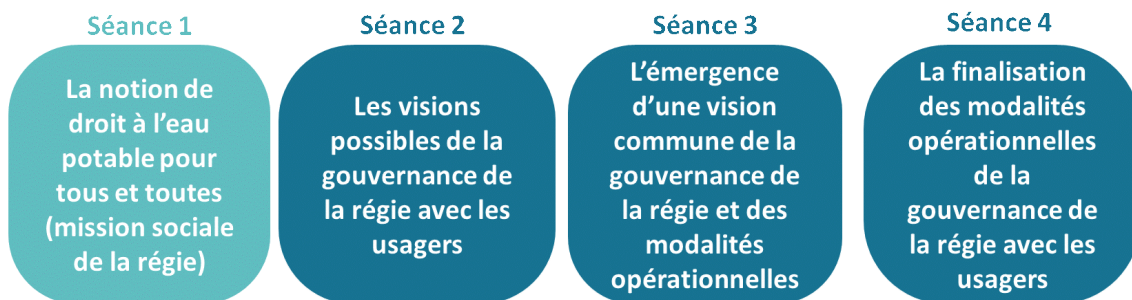 Séance 1
La notion de
droit à l’eau
potable pour
tous et toutes
(mission sociale
de la régie)
Séance 2
Les visions
possibles de la
gouvernance de
la régie avec les
usagers
Séance 3
L’émergence
d’une vision
commune de la
gouvernance de
la régie et des
modalités
opérationnelles
Séance 4
La finalisation
des modalités
opérationnelles
de la
gouvernance de
la régie avec les
usagers